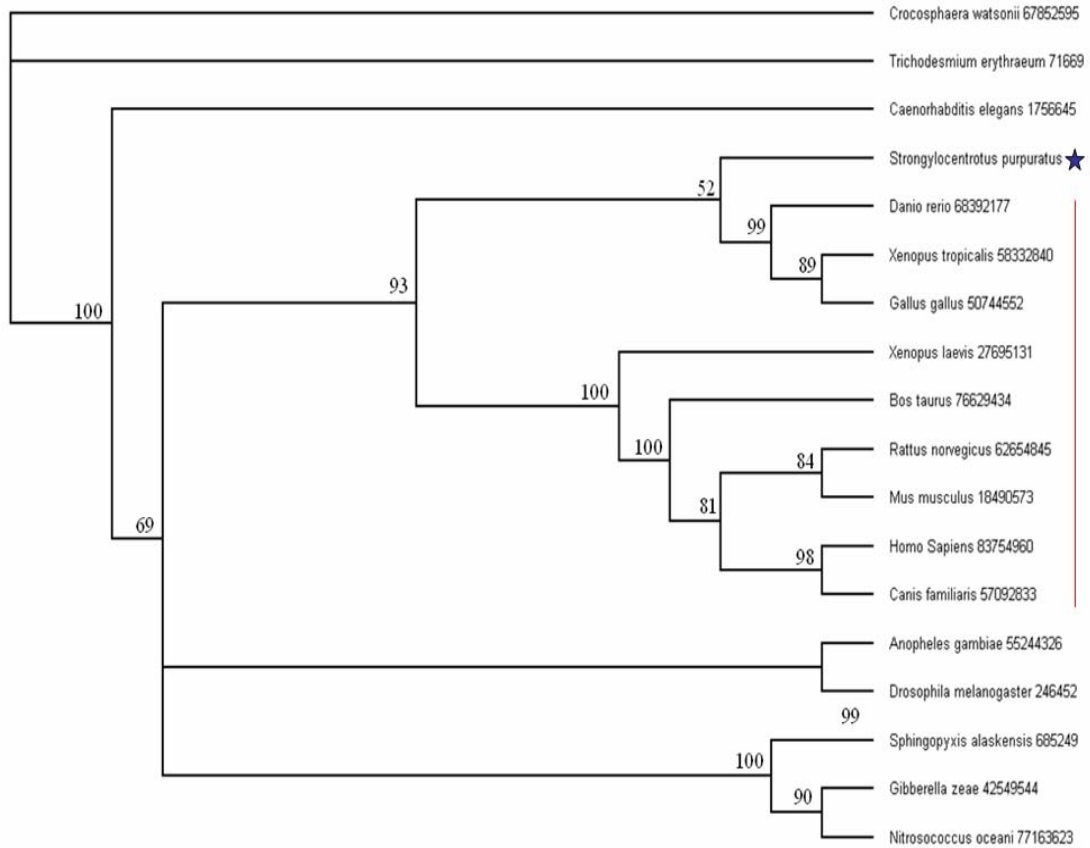 Crocosphaera watsonii 67852595
Trichodesmium erythraeum 71669
Caenorhabditis elegans 1756645
Strongylocentrotus purpuratus
52
Danio rerio 68392177
99
Xenopus tropicalis 58332840
89
Gallus gallus 50744552
93
100
Xenopus laevis 27695131
100
Bos taurus 76629434
100
Rattus norvegicus 62654845
84
Mus musculus 18490573
81
Homo Sapiens 83754960
98
Canis familiaris 57092833
69
Anopheles gambiae 55244326
Drosophila melanogaster 246452
99
Sphingopyxis alaskensis 685249
100
Gibberella zeae 42549544
90
Nitrosococcus oceani 77163623